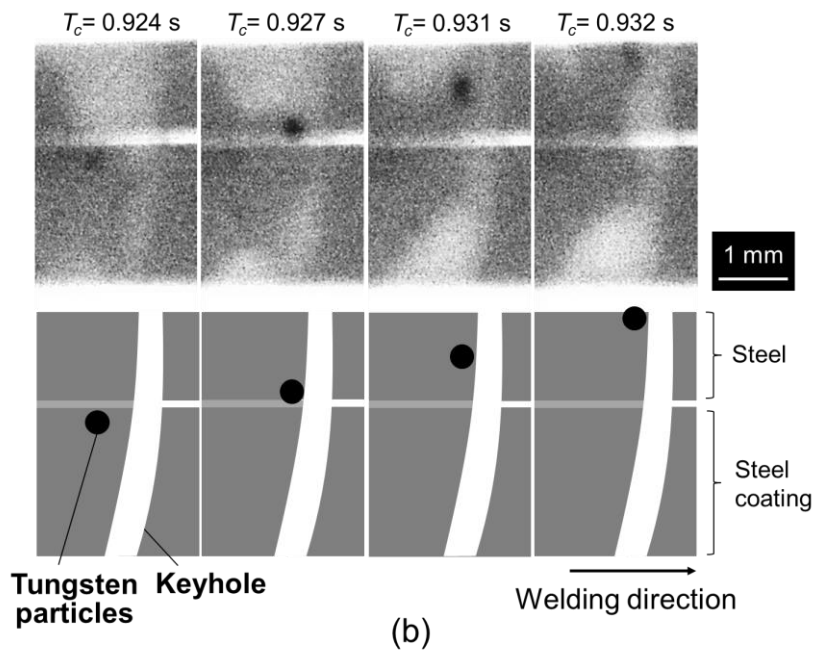 Tc= 0.924 s
Tc= 0.927 s
Tc= 0.931 s
Tc= 0.932 s
1 mm
Steel
Steel
coating
Tungsten
particles
Keyhole
Welding direction
(b)